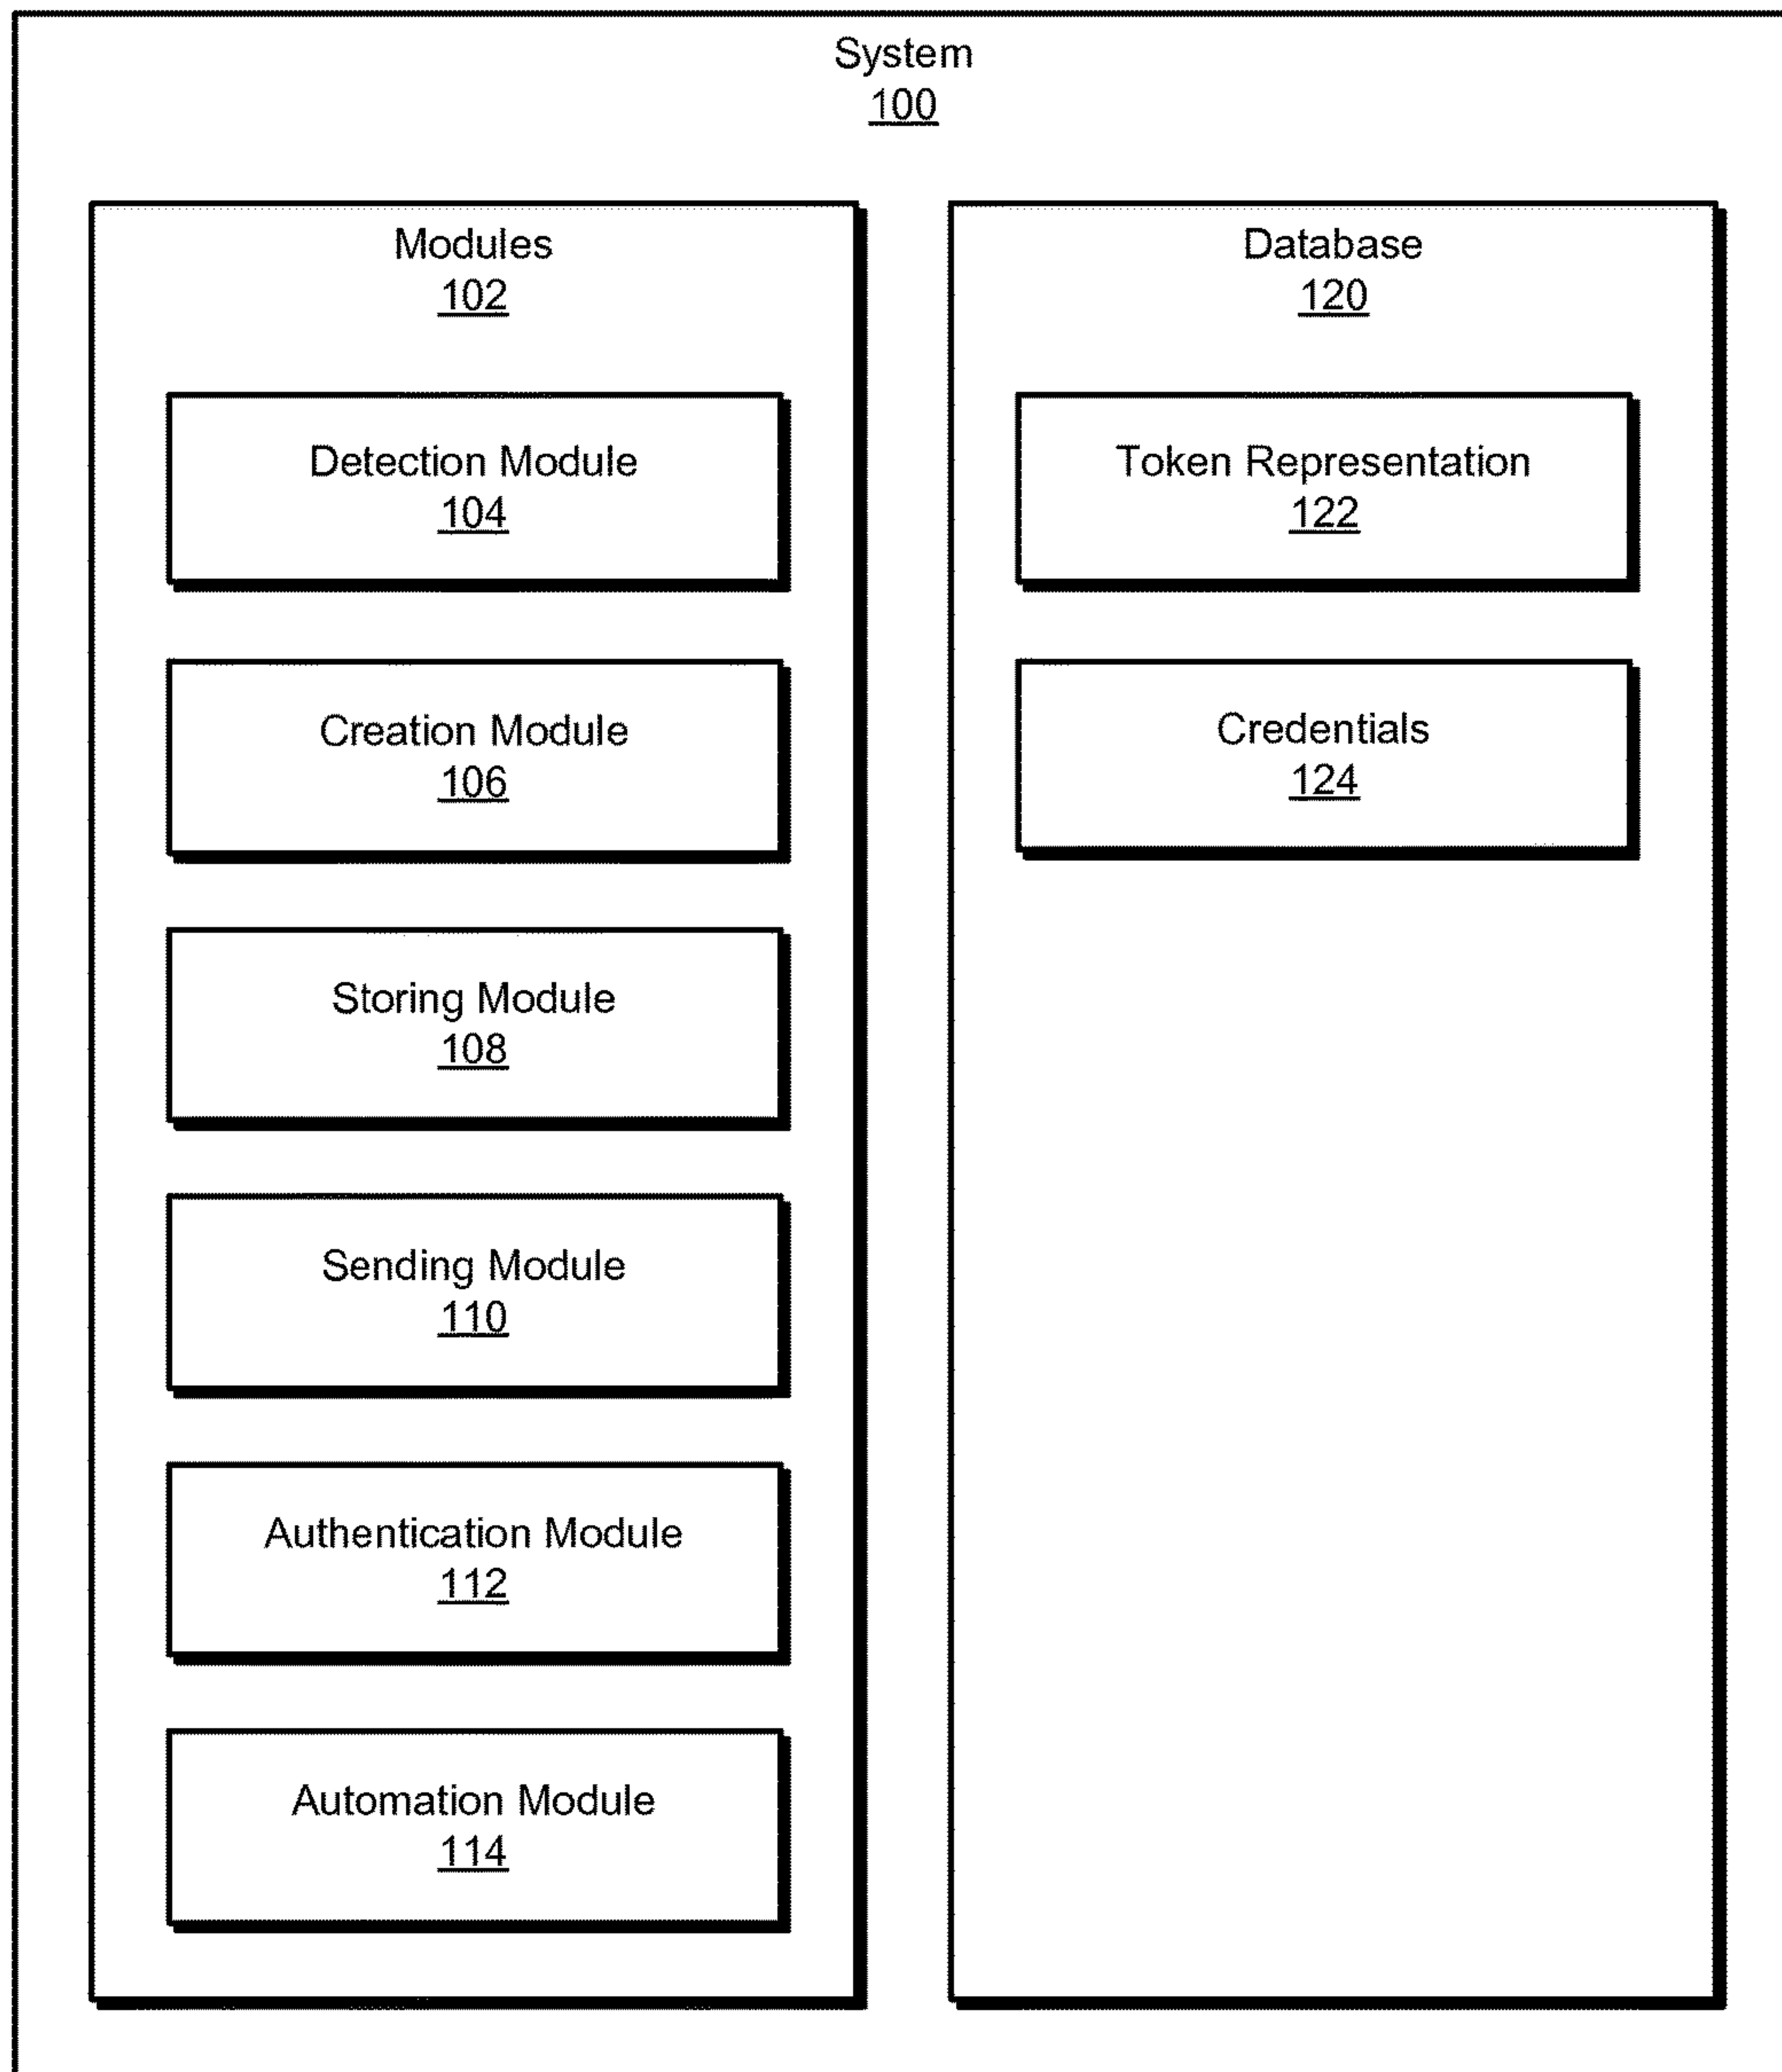 System
100
Modules
102
Detection Module
104
Creation Module
106
Storing Module
108
Sending Module
110
Authentication Module
112
Automation Module
114
Database
120
Token Representation
122
Credentials
124